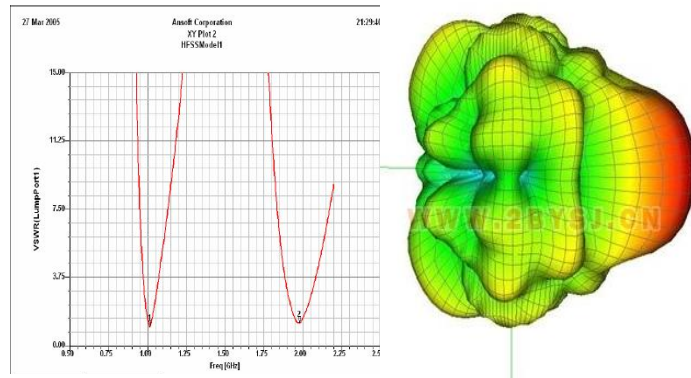 27 Mar 2005 Ansoft Corporation 21:29:40
XY Plot 2
HFSSModel1
15.00
11.25
7.50
3.75
0.00
VSWR(LumpPort1)
1
2
0.50 1.00 1.25 1.50 1.75 2.00 2.25 2.5
Freq [GHz]
WWW.2BYSJ.CN